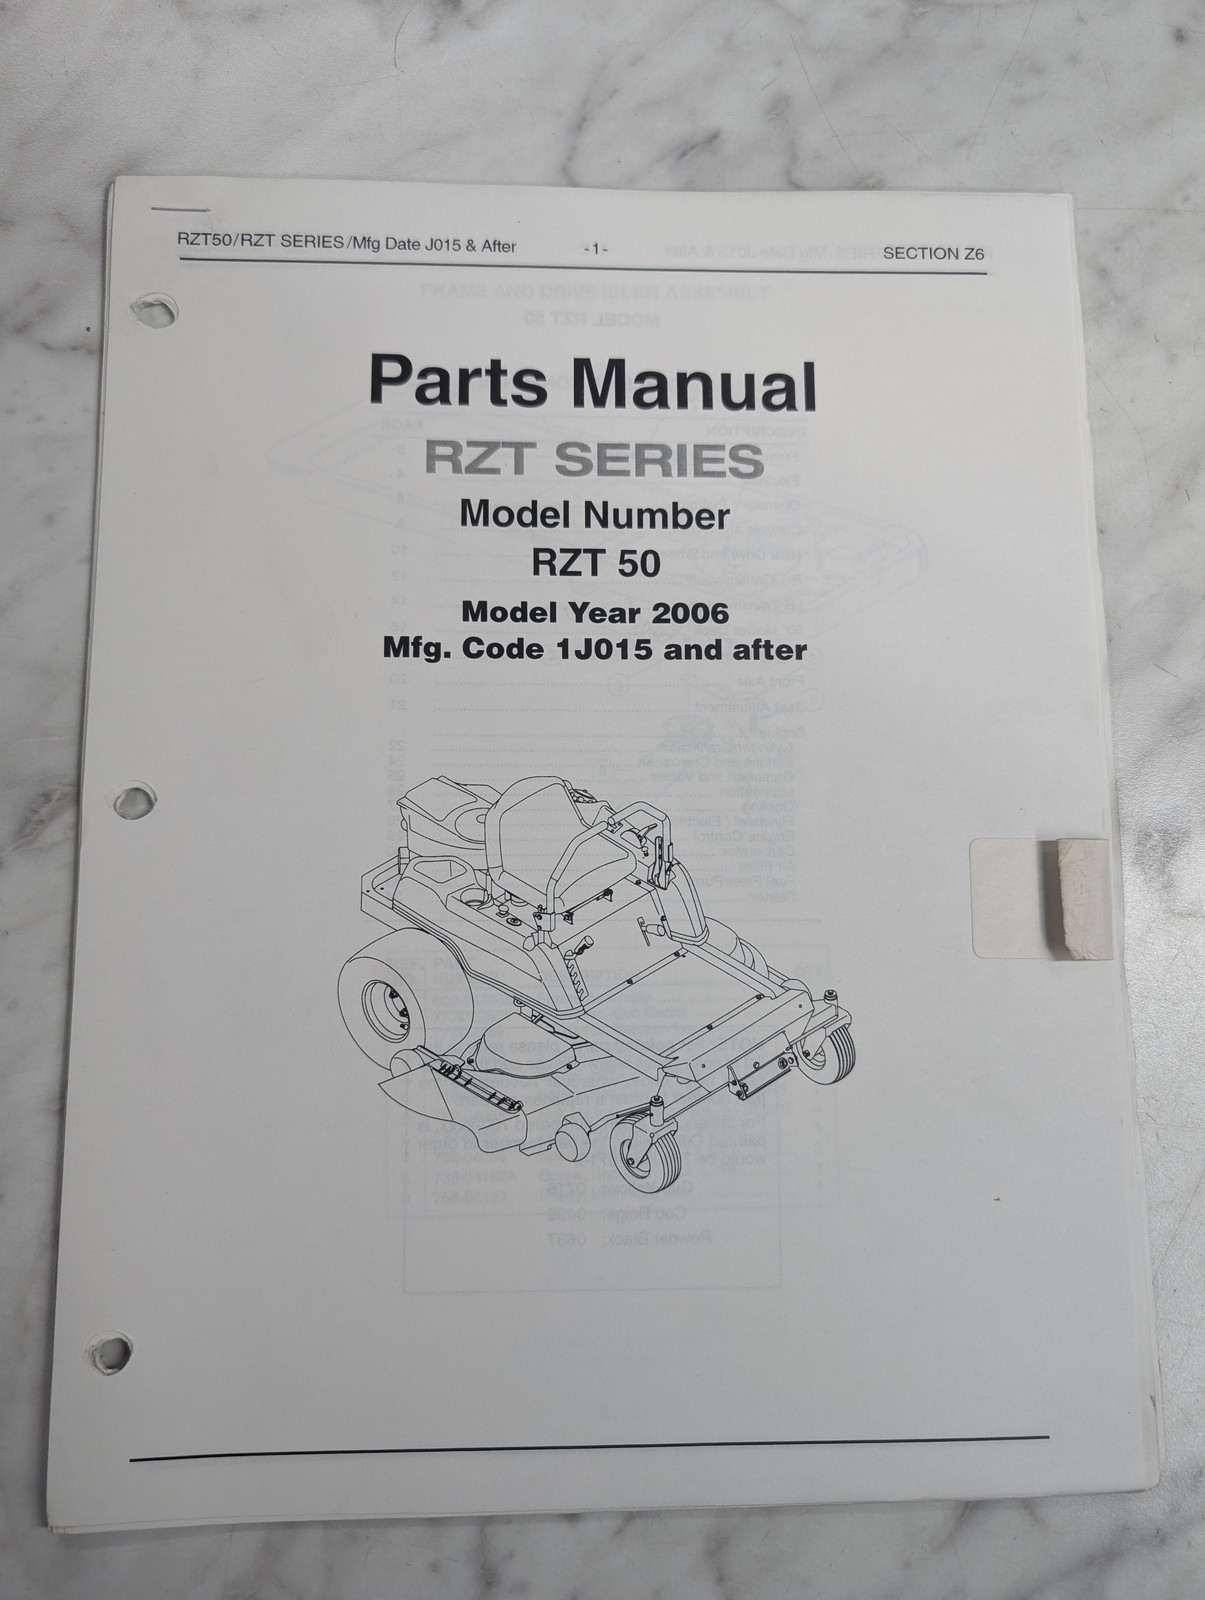 RZT50/RZT SERIES/Mfg Date J015 & After -1- SECTION Z6
Parts Manual
RZT SERIES
Model Number
RZT 50
Model Year 2006
Mfg. Code 1J015 and after